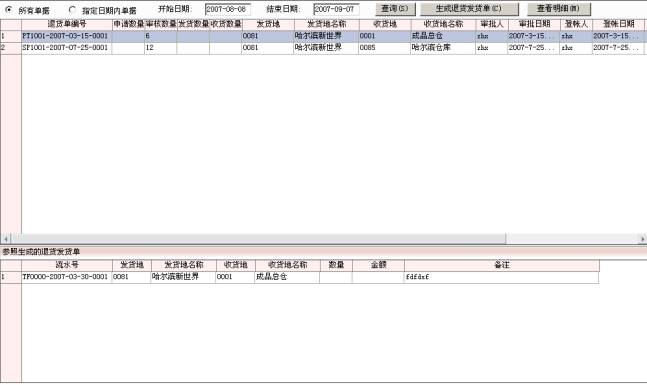 所有单据 指定日期内单据 开始日期: 2007-08-08 结束日期: 2007-09-07 查询(S) 生成退货发货单(C) 查看明细(M)
退货单编号 申请数量 审核数量 发货数量 收货数量 发货地 发货地名称 收货地 收货地名称 审批人 审批日期 登帐人 登帐日期
1 PT1001-2007-03-15-0001 6 0081 哈尔滨新世界 0001 成品总仓 zhx 2007-3-15... zhx 2007-3-15...
2 SP1001-2007-07-25-0001 12 0081 哈尔滨新世界 0085 哈尔滨仓库 zhx 2007-7-25... zhx 2007-7-25...
参照生成的退货发货单
流水号 发货地 发货地名称 收货地 收货地名称 数量 金额 备注
1 TF0000-2007-03-30-0001 0081 哈尔滨新世界 0001 成品总仓 fdfdsf